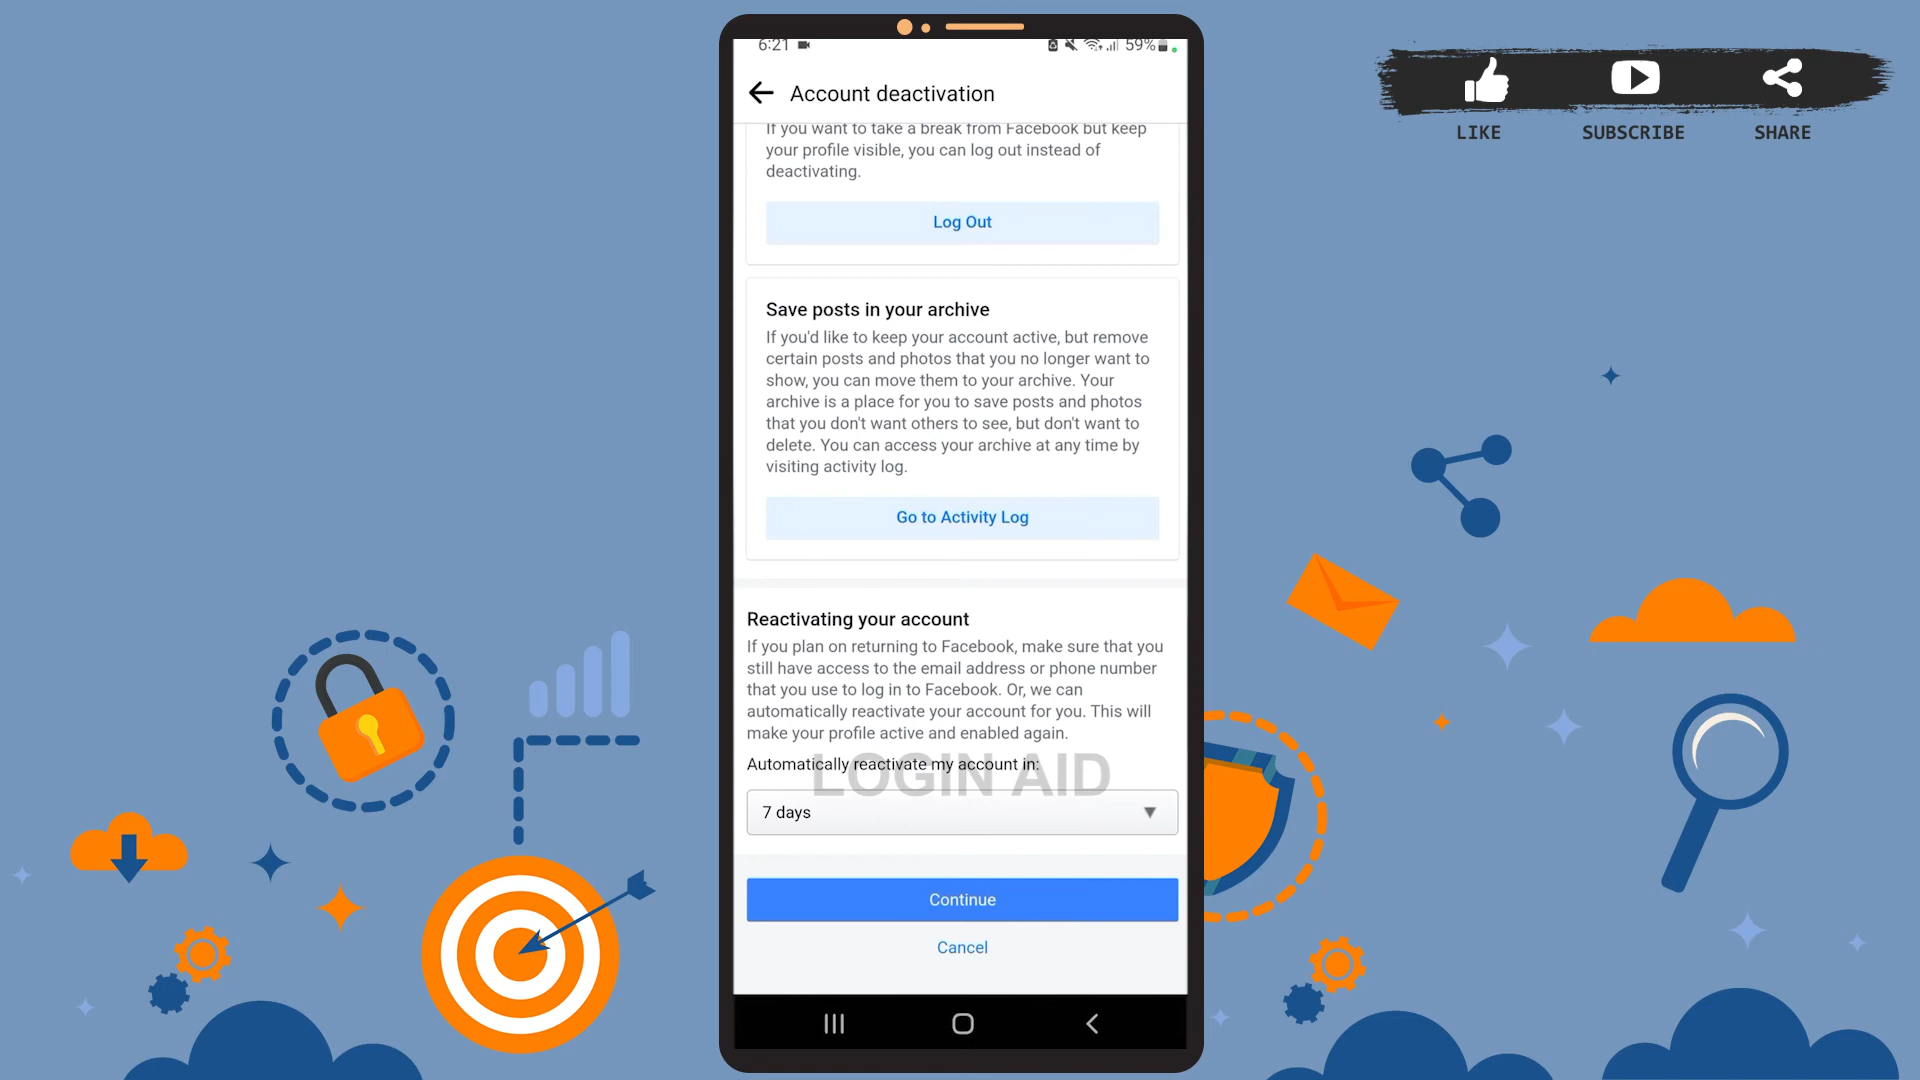 6:21
59%
LIKE
SUBSCRIBE
SHARE
Account deactivation
If you want to take a break from Facebook but keep
your profile visible, you can log out instead of
deactivating.
Log Out
Save posts in your archive
If you'd like to keep your account active, but remove
certain posts and photos that you no longer want to
show, you can move them to your archive. Your
archive is a place for you to save posts and photos
that you don't want others to see, but don't want to
delete. You can access your archive at any time by
visiting activity log.
Go to Activity Log
Reactivating your account
If you plan on returning to Facebook, make sure that you
still have access to the email address or phone number
that you use to log in to Facebook. Or, we can
automatically reactivate your account for you. This will
make your profile active and enabled again.
Automatically reactivate my account in:
LOGIN AID
7 days
Continue
Cancel